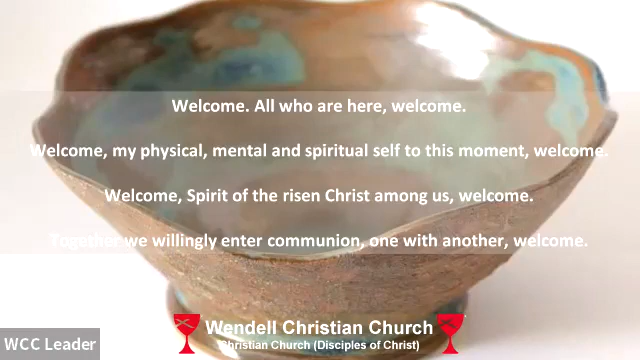 Welcome. All who are here, welcome.
Welcome, my physical, mental and spiritual self to this moment, welcome.
Welcome, Spirit of the risen Christ among us, welcome.
Together we willingly enter communion, one with another, welcome.
Wendell Christian Church
Christian Church (Disciples of Christ)
WCC Leader